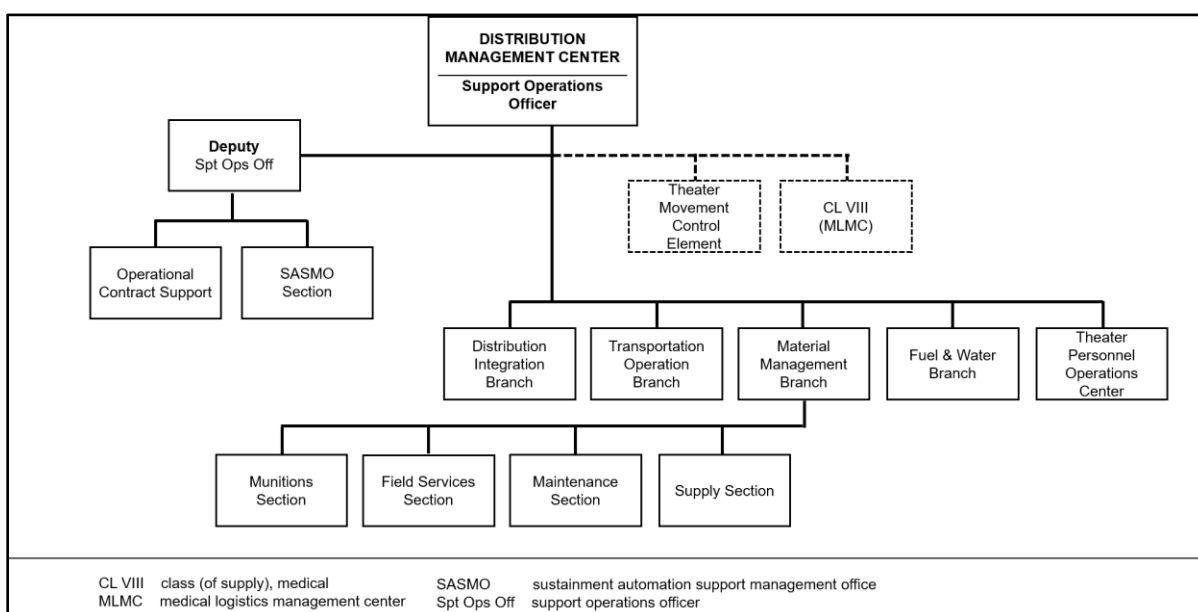 DISTRIBUTION
MANAGEMENT CENTER
Support Operations
Officer
Deputy
Spt Ops Off
Theater
Movement
Control
Element
CL VIII
(MLMC)
Operational
Contract Support
SASMO
Section
Distribution
Integration
Branch
Transportation
Operation
Branch
Material
Management
Branch
Fuel & Water
Branch
Theater
Personnel
Operations
Center
Munitions
Section
Field Services
Section
Maintenance
Section
Supply Section
CL VIII class (of supply), medical
MLMC medical logistics management center
SASMO sustainment automation support management office
Spt Ops Off support operations officer